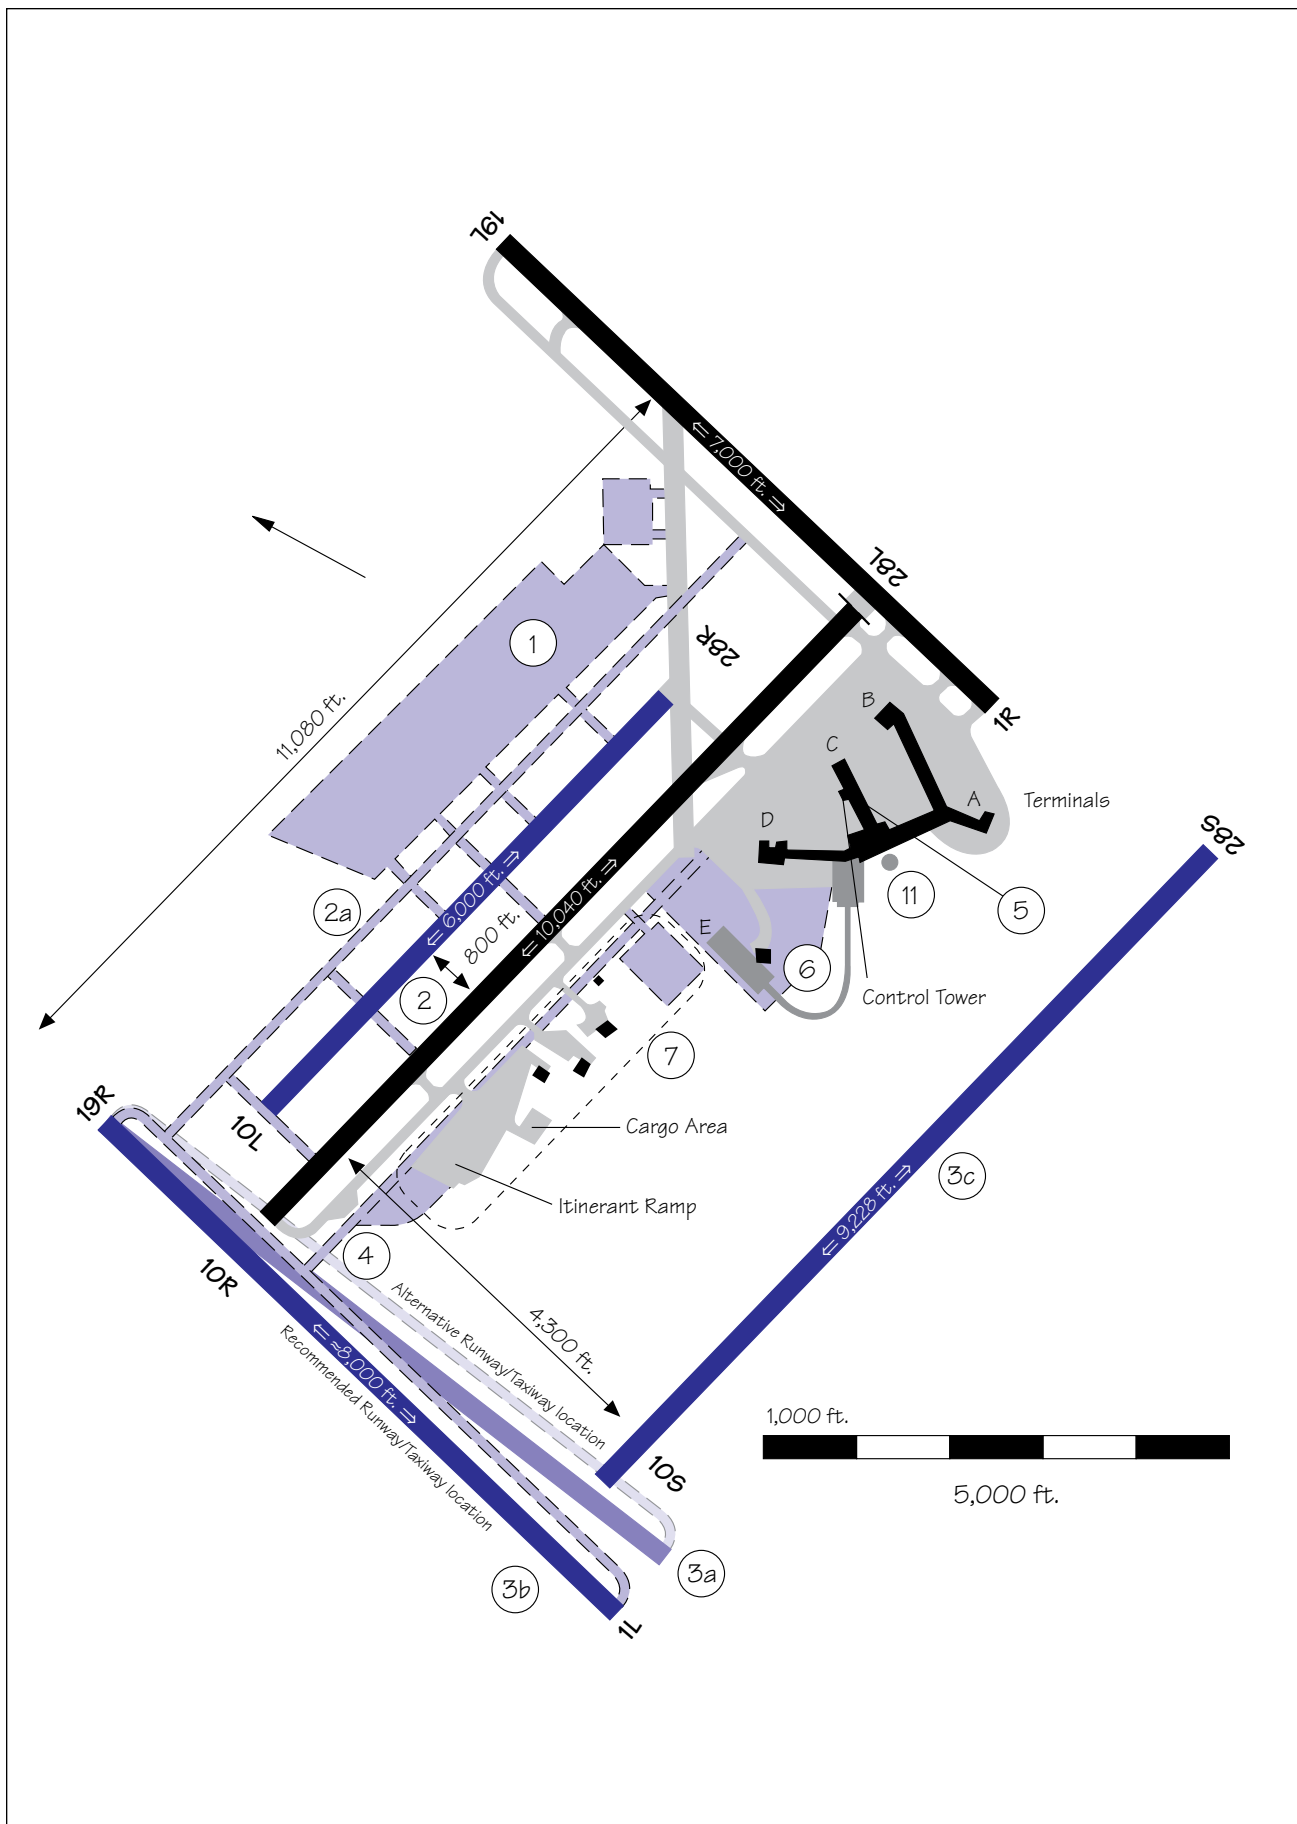 19L
⇐ 7,000 ft. ⇒
28L
1
28R
11,080 ft.
B
1R
C
A
Terminals
D
28S
2a
⇐ 6,000 ft. ⇒
800 ft.
⇐ 10,040 ft. ⇒
11
5
E
6
2
Control Tower
7
19R
10L
Cargo Area
3c
Itinerant Ramp
⇐ 9,228 ft. ⇒
4
10R
Alternative Runway/Taxiway location
4,300 ft.
⇐ ≈8,000 ft. ⇒
Recommended Runway/Taxiway location
1,000 ft.
10S
5,000 ft.
3a
3b
1L